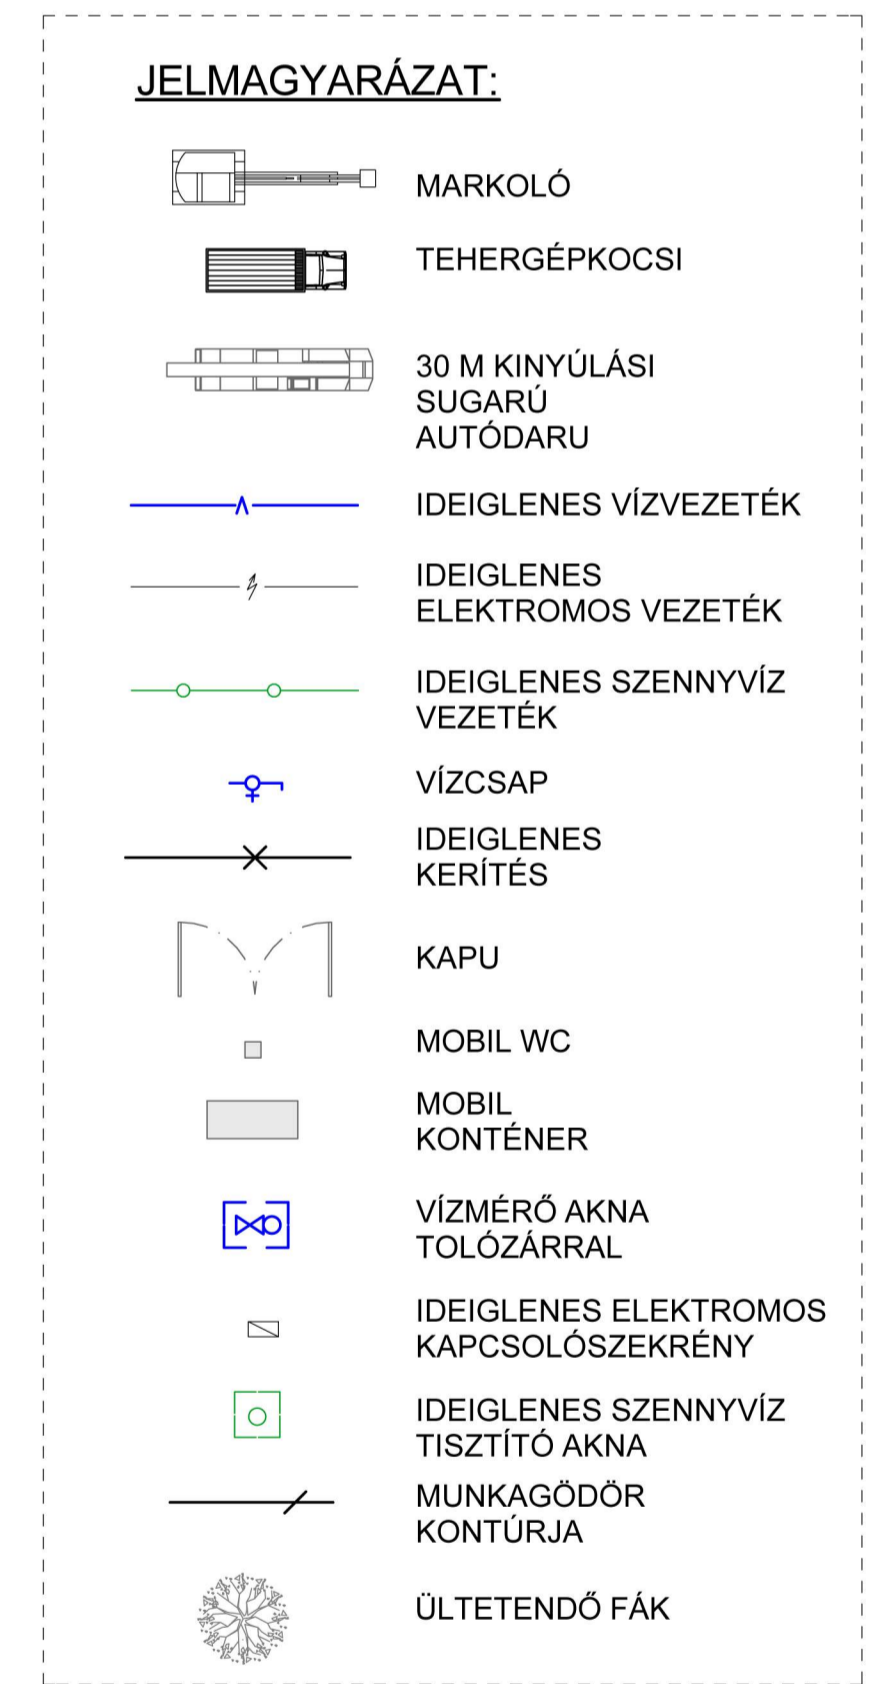 JELMAGYARÁZAT:
MARKOLÓ
TEHERGÉPKOCSI
30 M KINYÚLÁSI
SUGARÚ
AUTÓDARU
IDEIGLENES VÍZVEZETÉK
IDEIGLENES
ELEKTROMOS VEZETÉK
IDEIGLENES SZENNYVÍZ
VEZETÉK
VÍZCSAP
IDEIGLENES
KERÍTÉS
KAPU
MOBIL WC
MOBIL
KONTÉNER
VÍZMÉRŐ AKNA
TOLÓZÁRRAL
IDEIGLENES ELEKTROMOS
KAPCSOLÓSZEKRÉNY
IDEIGLENES SZENNYVÍZ
TISZTÍTÓ AKNA
MUNKAGÖDÖR
KONTÚRJA
ÜLTETENDŐ FÁK